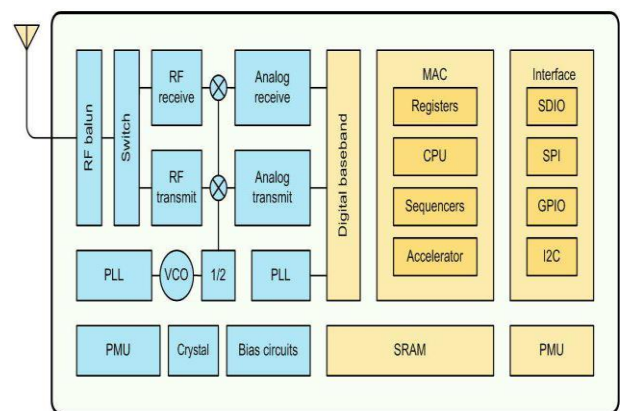 RF balun
Switch
RF
receive
Analog
receive
RF
transmit
Analog
transmit
PLL
VCO
1/2
PLL
Digital baseband
MAC
Registers
CPU
Sequencers
Accelerator
Interface
SDIO
SPI
GPIO
I2C
PMU
Crystal
Bias circuits
SRAM
PMU